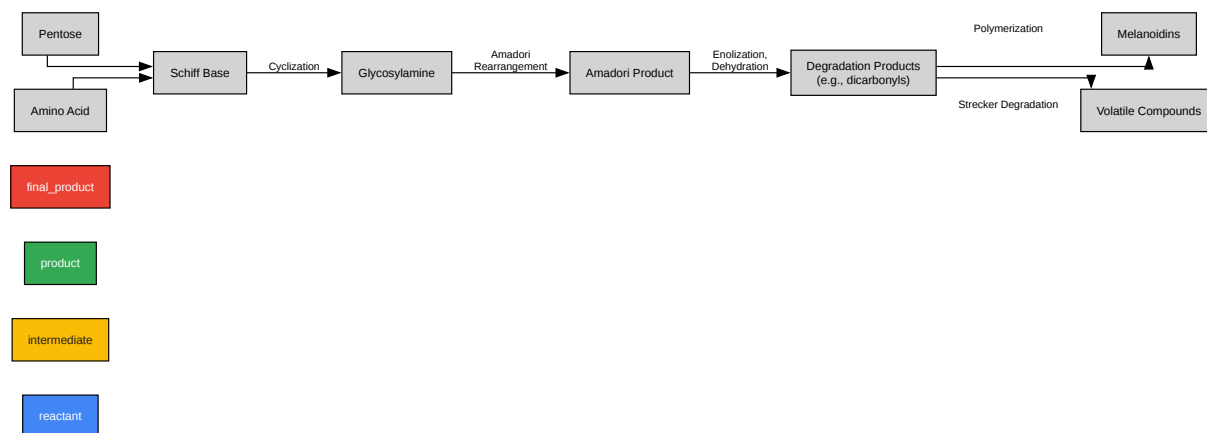 Pentose
Amino Acid
Schiff Base
Cyclization
Glycosylamine
Amadori
Rearrangement
Amadori Product
Enolization,
Dehydration
Degradation Products
(e.g., dicarbonyls)
Polymerization
Melanoidins
Strecker Degradation
Volatile Compounds
final_product
product
intermediate
reactant